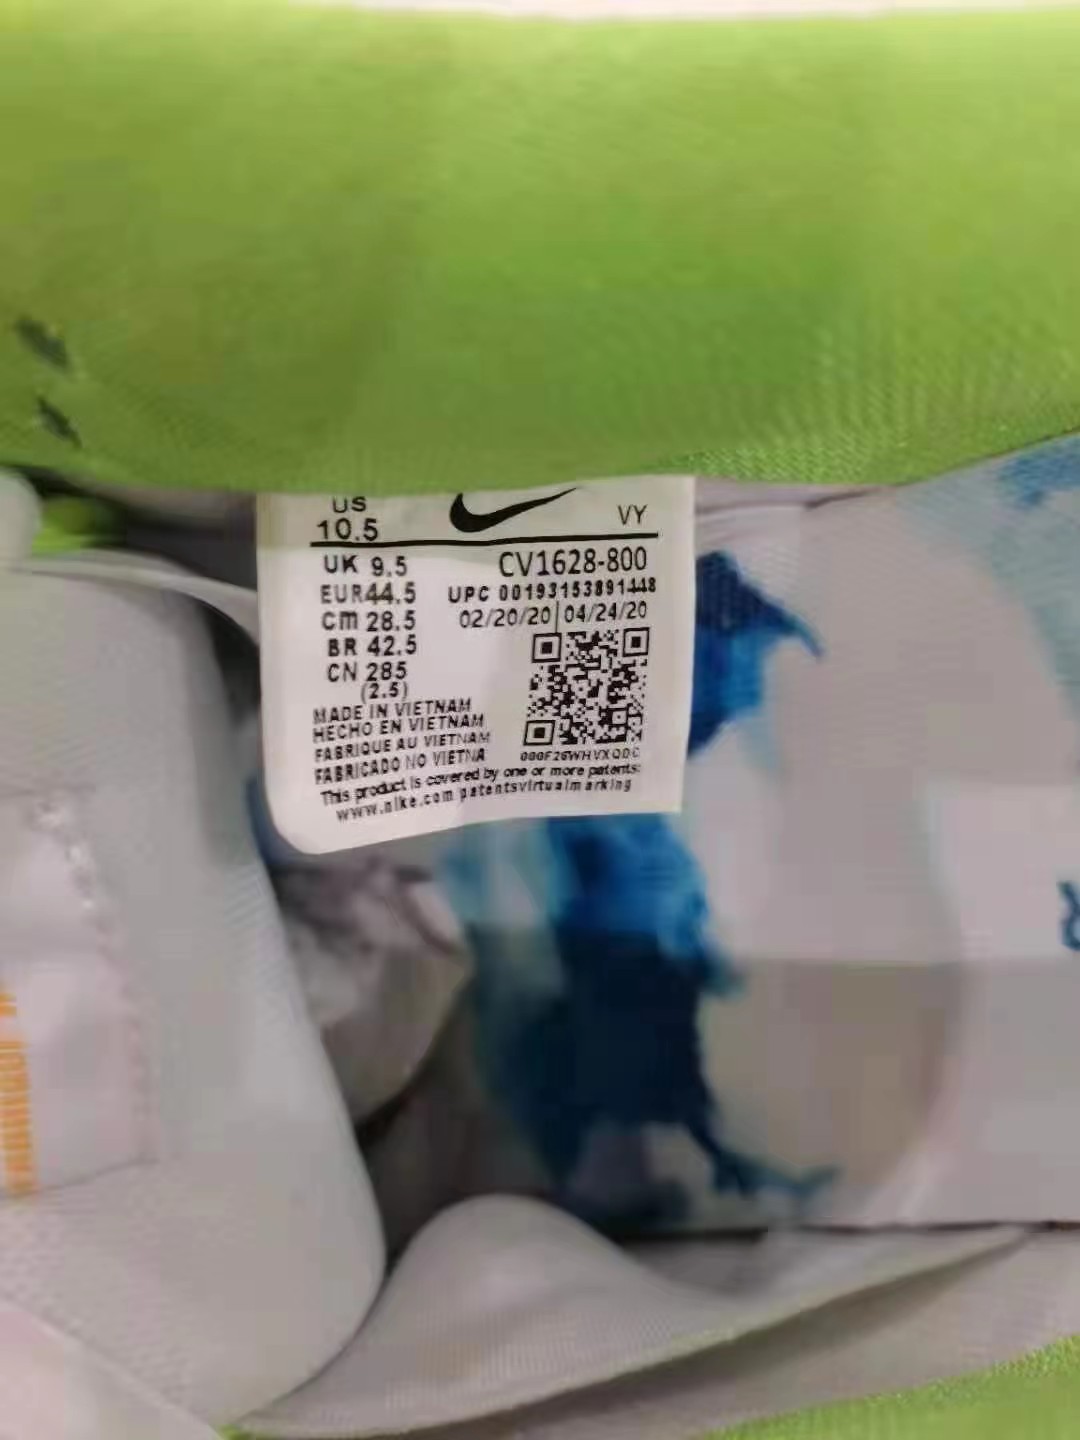 US
10.5
VY
UK 9.5
CV1628-800
EUR44.5
UPC 00193153891448
cm 28.5
02/20/20|04/24/20
BR 42.5
CN 285
(2.5)
MADE IN VIETNAM
HECHO EN VIETNAM
FABRIQUE AU VIETNAM
FABRICADO NO VIETNA
This product is covered by one or more patents:
www.nike.com/patentsvirtualmarking
R